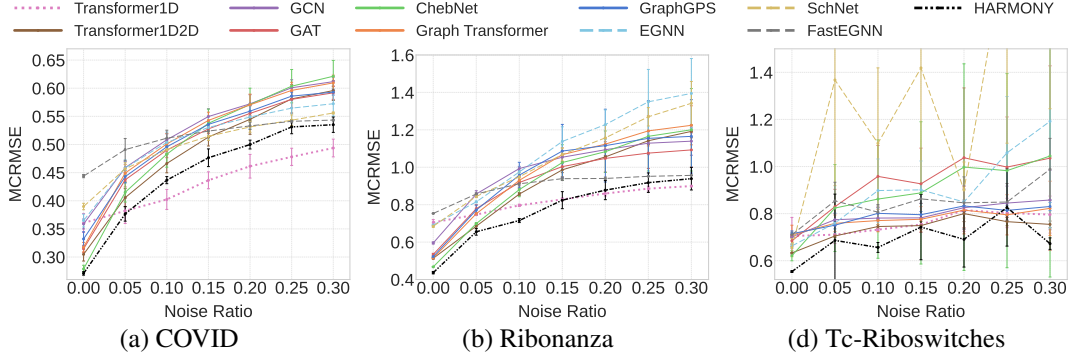 Transformer1D GCN ChebNet GraphGPS SchNet HARMONY
Transformer1D2D GAT Graph Transformer EGNN FastEGNN
0.65
0.60
0.55
0.50
0.45
0.40
0.35
0.30
MCRMSE
0.00 0.05 0.10 0.15 0.20 0.25 0.30
Noise Ratio
(a) COVID
1.6
1.4
1.2
1.0
0.8
0.6
0.4
MCRMSE
0.00 0.05 0.10 0.15 0.20 0.25 0.30
Noise Ratio
(b) Ribonanza
1.4
1.2
1.0
0.8
0.6
MCRMSE
0.00 0.05 0.10 0.15 0.20 0.25 0.30
Noise Ratio
(d) Tc-Riboswitches